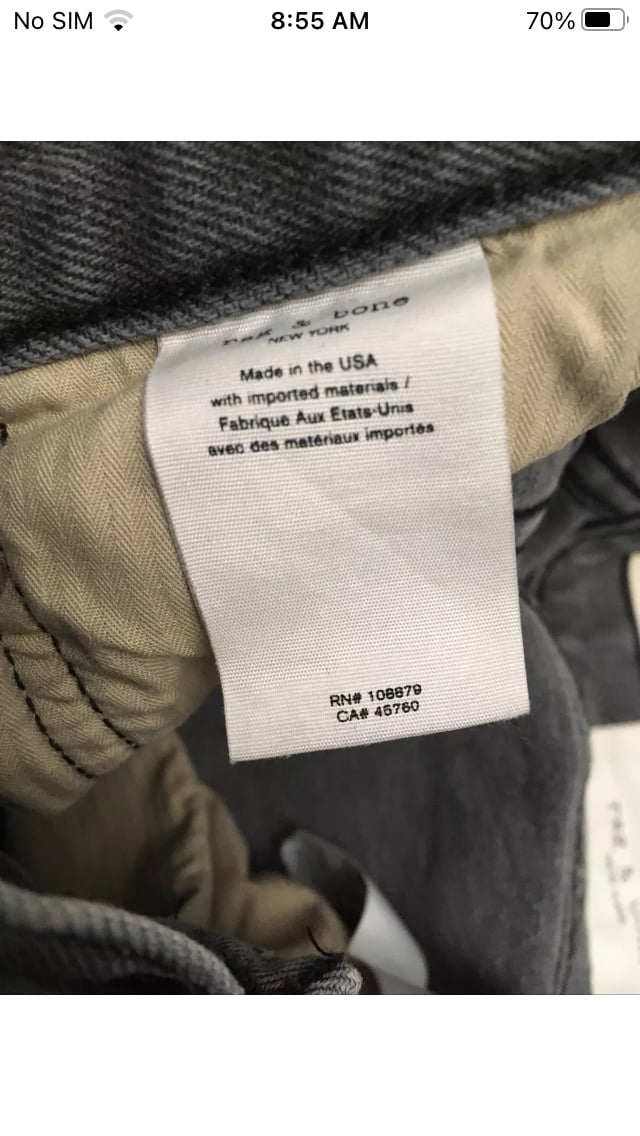 No SIM 8:55 AM 70%
rag & bone
NEW YORK
Made in the USA
with imported materials /
Fabriqué Aux Etats-Unis
avec des matériaux importés
RN# 108879
CA# 45760
rag &